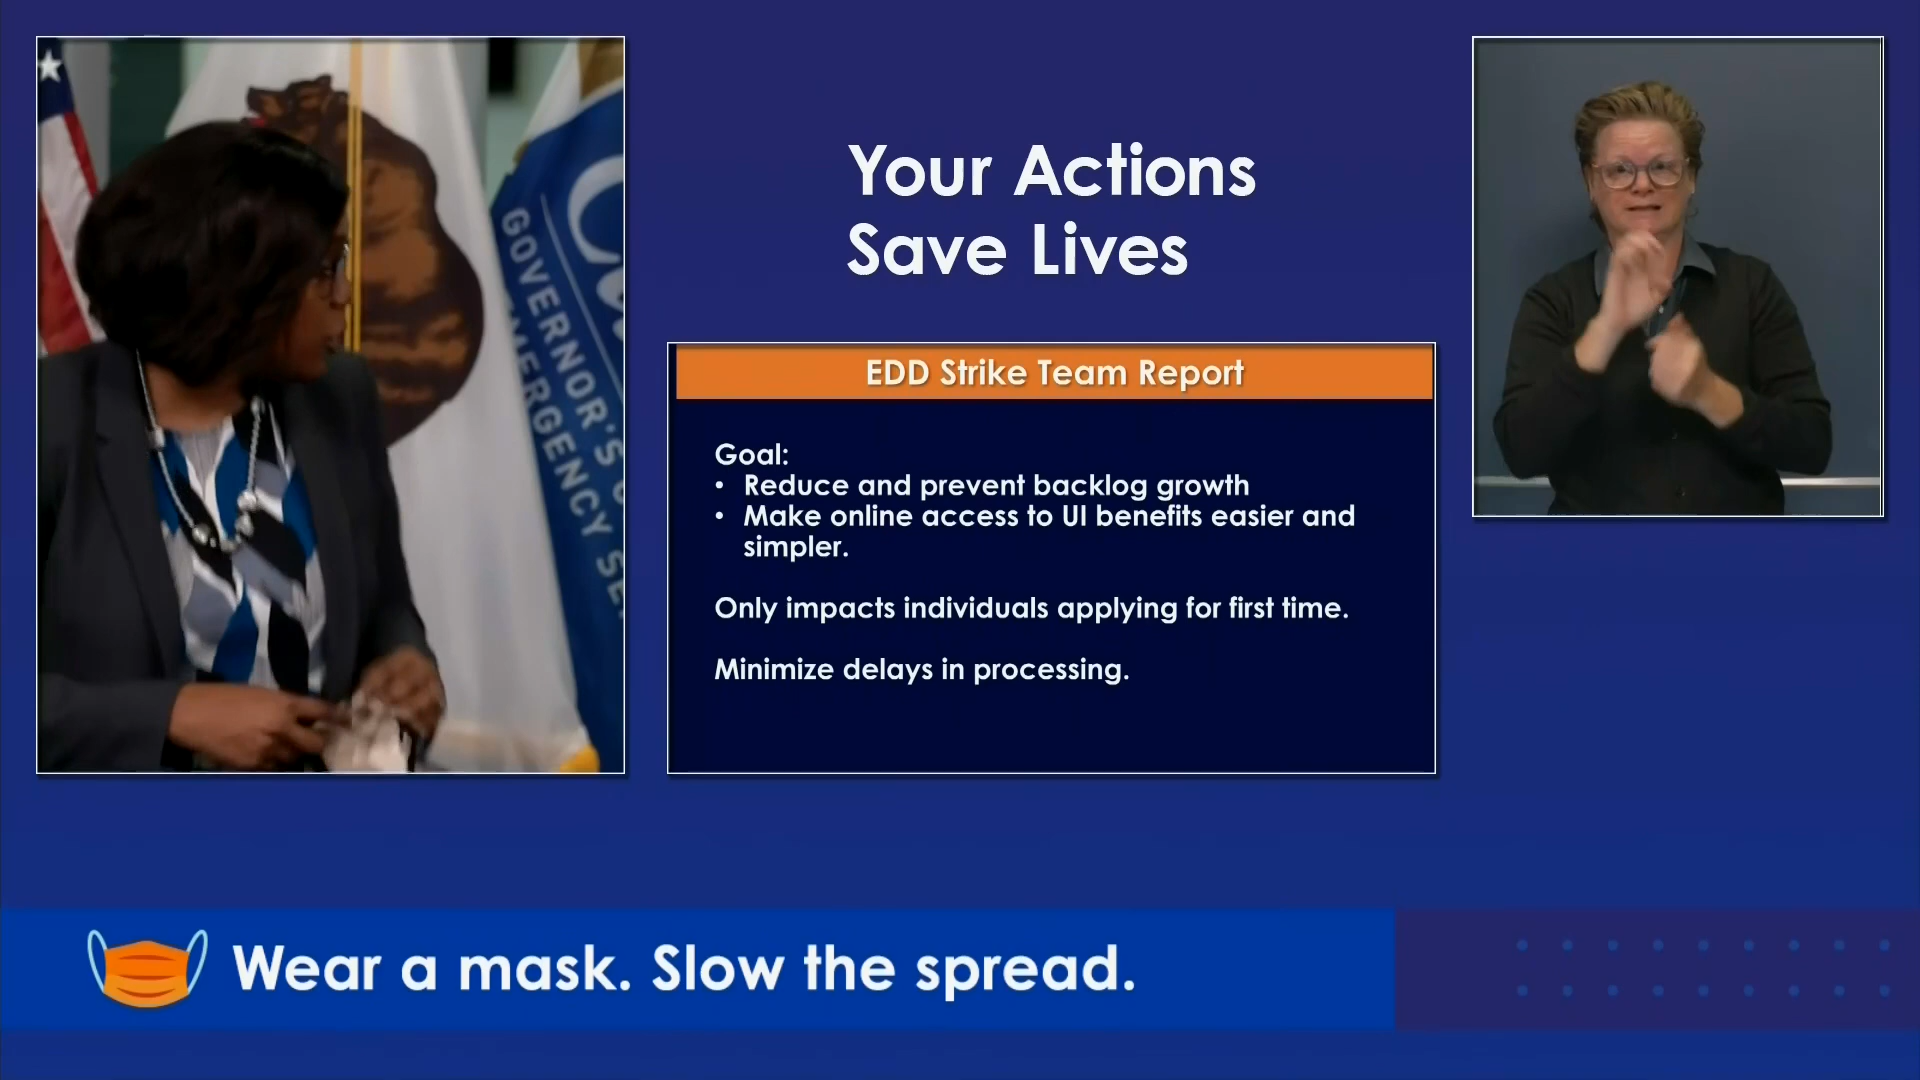 Your Actions
Save Lives
GOVERNOR'S
EMERGENCY
EDD Strike Team Report
Goal:
• Reduce and prevent backlog growth
• Make online access to UI benefits easier and
simpler.
Only impacts individuals applying for first time.
Minimize delays in processing.
Wear a mask. Slow the spread.